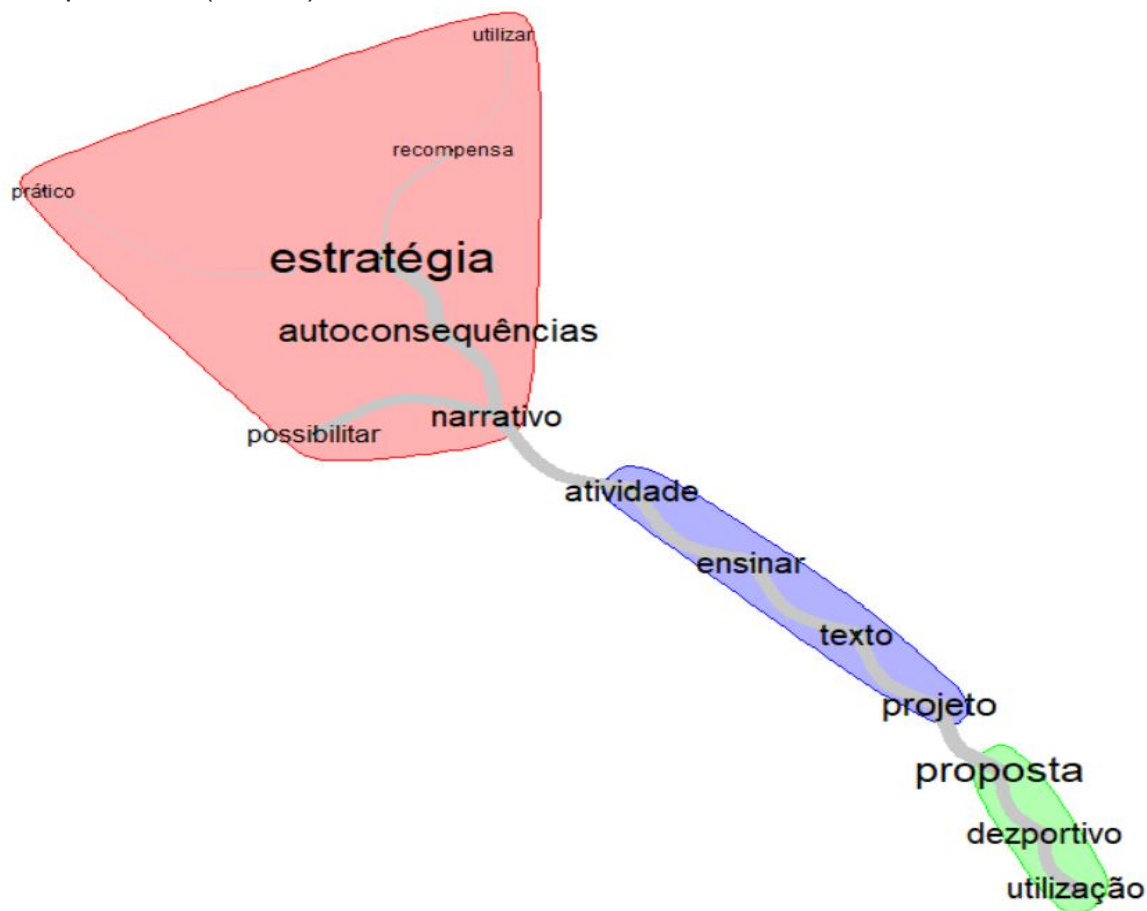 utilizar
recompensa
prático
estratégia
autoconsequências
narrativo
possibilitar
atividade
ensinar
texto
projeto
proposta
dezportivo
utilização